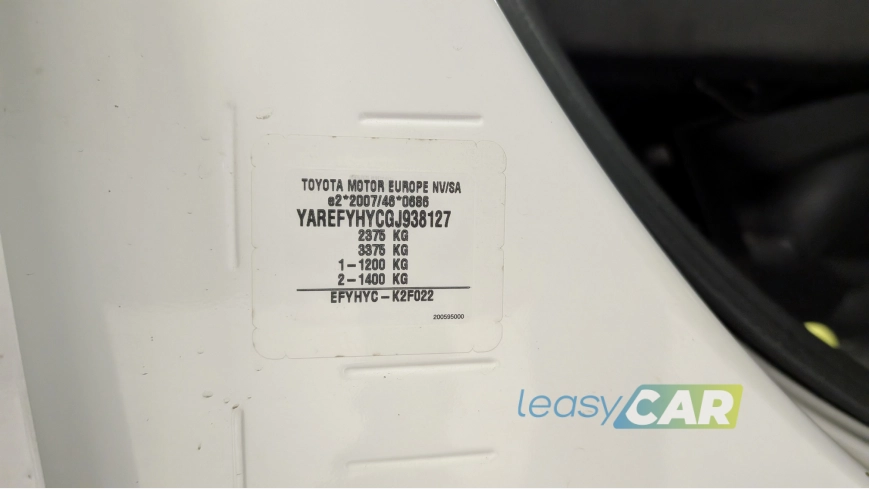 TOYOTA MOTOR EUROPE NV/SA
e2*2007/46*0686
YAREFYHYCGJ938127
2375 KG
3375 KG
1-1200 KG
2-1400 KG
EFYHYC-K2F022
200595000
leasyCAR